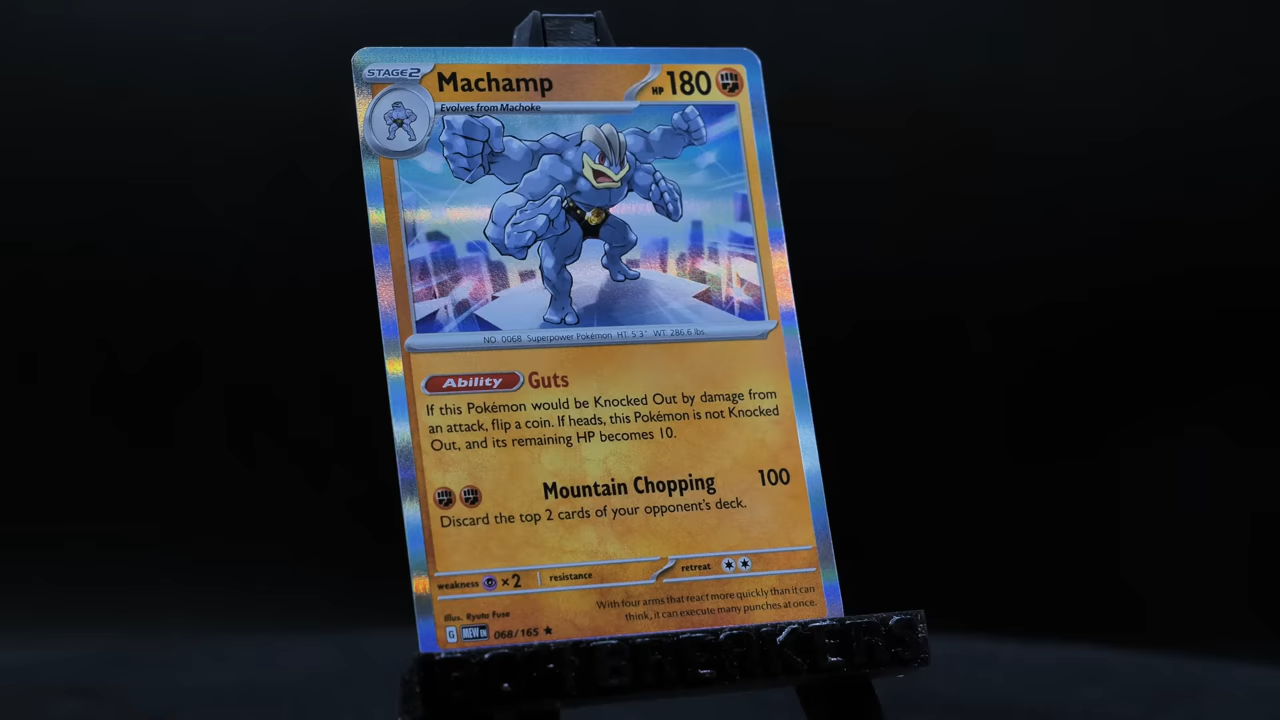 STAGE2
Machamp
HP 180
Evolves from Machoke
NO. 0068 Superpower Pokémon HT: 5'3" WT: 286.6 lbs.
Ability Guts
If this Pokémon would be Knocked Out by damage from
an attack, flip a coin. If heads, this Pokémon is not Knocked
Out, and its remaining HP becomes 10.
Mountain Chopping 100
Discard the top 2 cards of your opponent's deck.
weakness ×2 resistance retreat
With four arms that react more quickly than it can
think, it can execute many punches at once.
Illus. Ryuta Fuse
G MEW EN 068/165